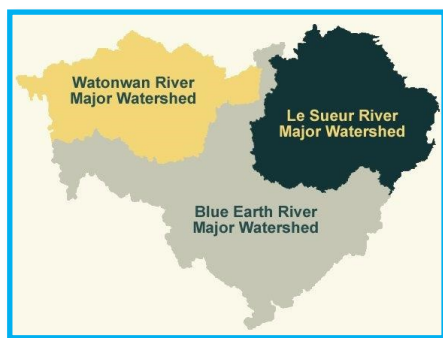 Watonwan River
Major Watershed
Le Sueur River
Major Watershed
Blue Earth River
Major Watershed